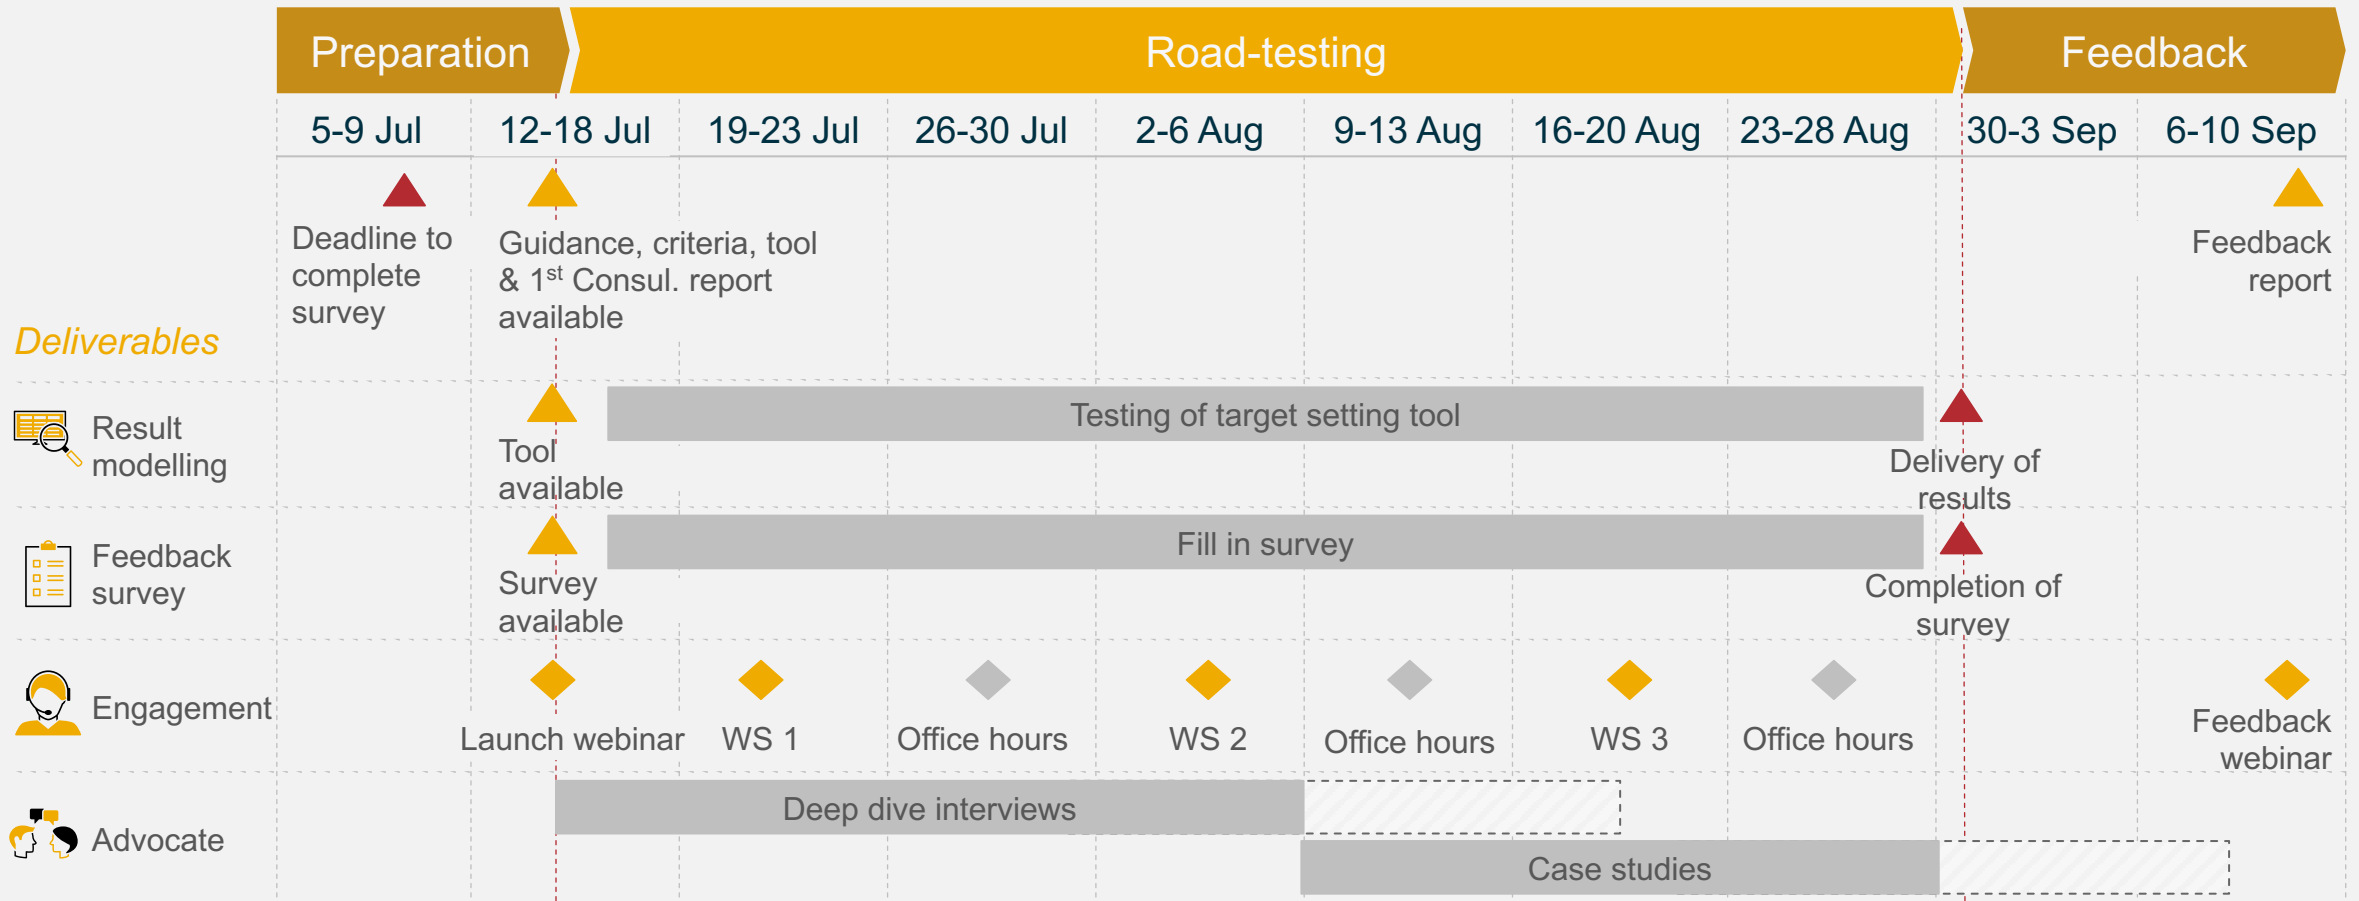 Preparation
Road-testing
Feedback
5-9 Jul
12-18 Jul
19-23 Jul
26-30 Jul
2-6 Aug
9-13 Aug
16-20 Aug
23-28 Aug
30-3 Sep
6-10 Sep
Deadline to
complete
survey
Guidance, criteria, tool
& 1st Consul. report
available
Feedback
report
Deliverables
Result
modelling
Tool
available
Testing of target setting tool
Delivery of
results
Feedback
survey
Survey
available
Fill in survey
Completion of
survey
Engagement
Launch webinar
WS 1
Office hours
WS 2
Office hours
WS 3
Office hours
Feedback
webinar
Advocate
Deep dive interviews
Case studies